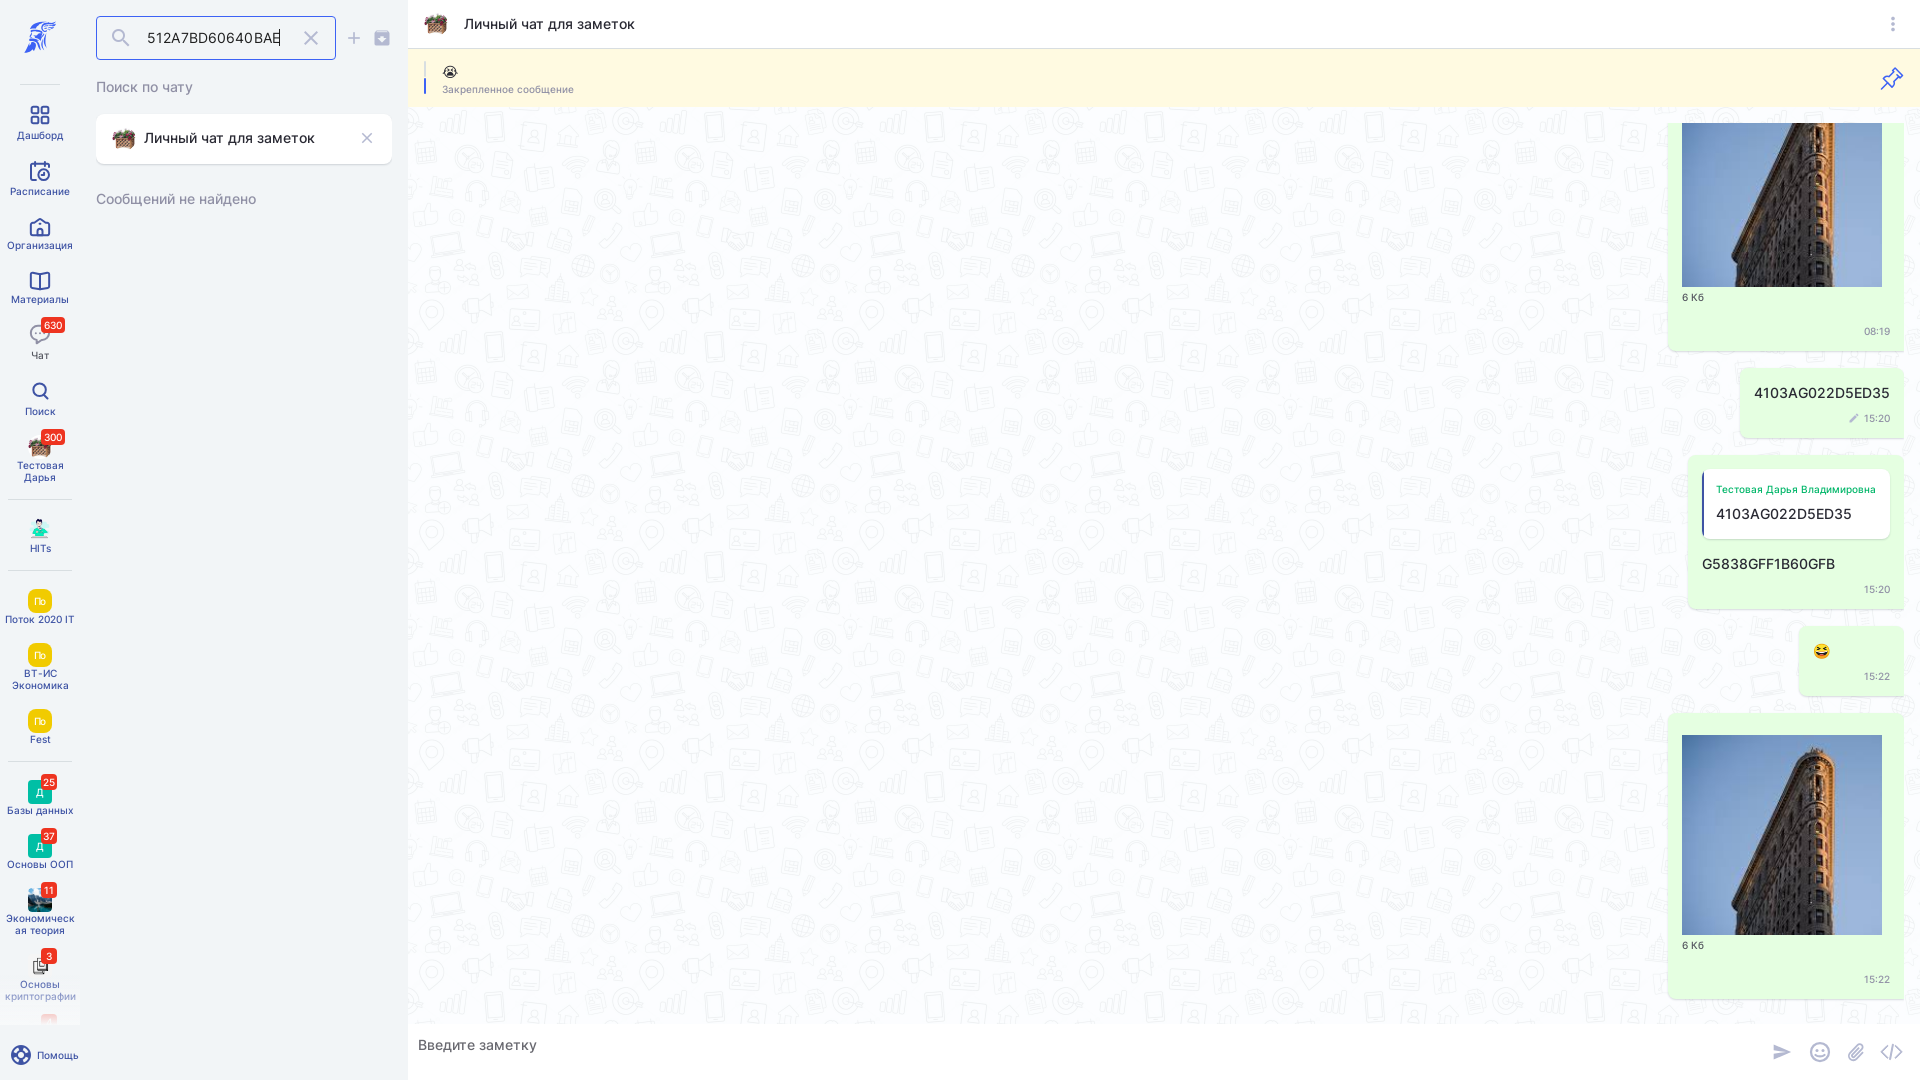 512A7BD60640BAE
Поиск по чату
Личный чат для заметок
Сообщений не найдено
Дашборд
Расписание
Организация
Материалы
630
Чат
Поиск
300
Тестовая
Дарья
HITs
По
Поток 2020 IT
По
ВТ-ИС
Экономика
По
Fest
25
Д
Базы данных
37
Д
Основы ООП
11
Экономическ
ая теория
3
Основы
криптографии
Помощь
Личный чат для заметок
Закрепленное сообщение
6 Кб
08:19
4103AG022D5ED35
15:20
Тестовая Дарья Владимировна
4103AG022D5ED35
G5838GFF1B60GFB
15:20
15:22
6 Кб
15:22
Введите заметку